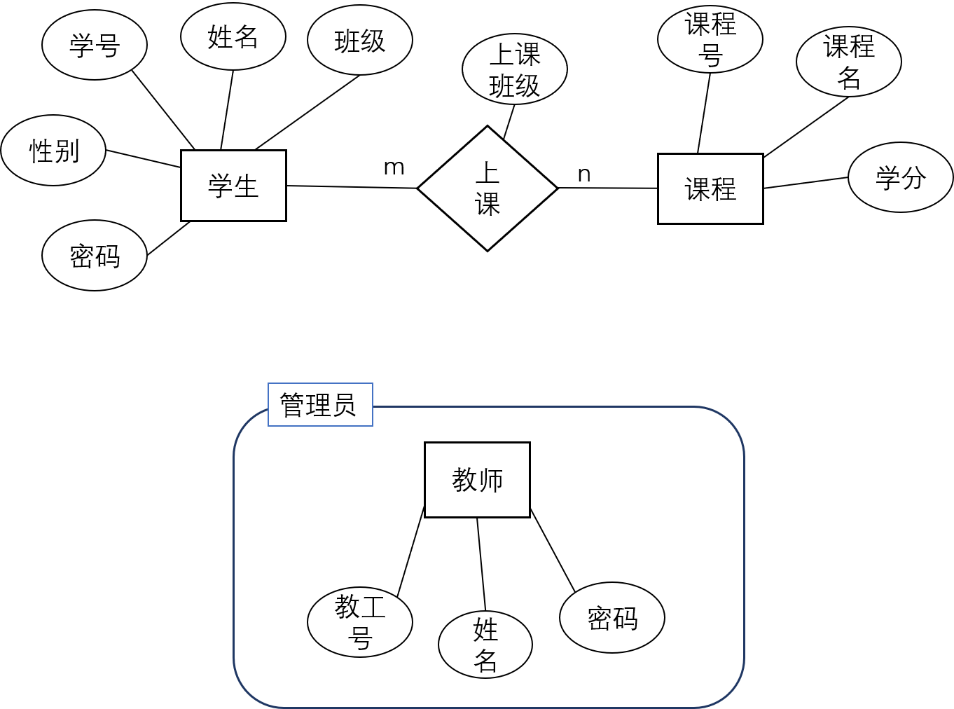 学号
姓名
班级
上课
班级
课程
号
课程
名
性别
学生
m
上
课
n
课程
学分
密码
管理员
教师
教工
号
姓
名
密码